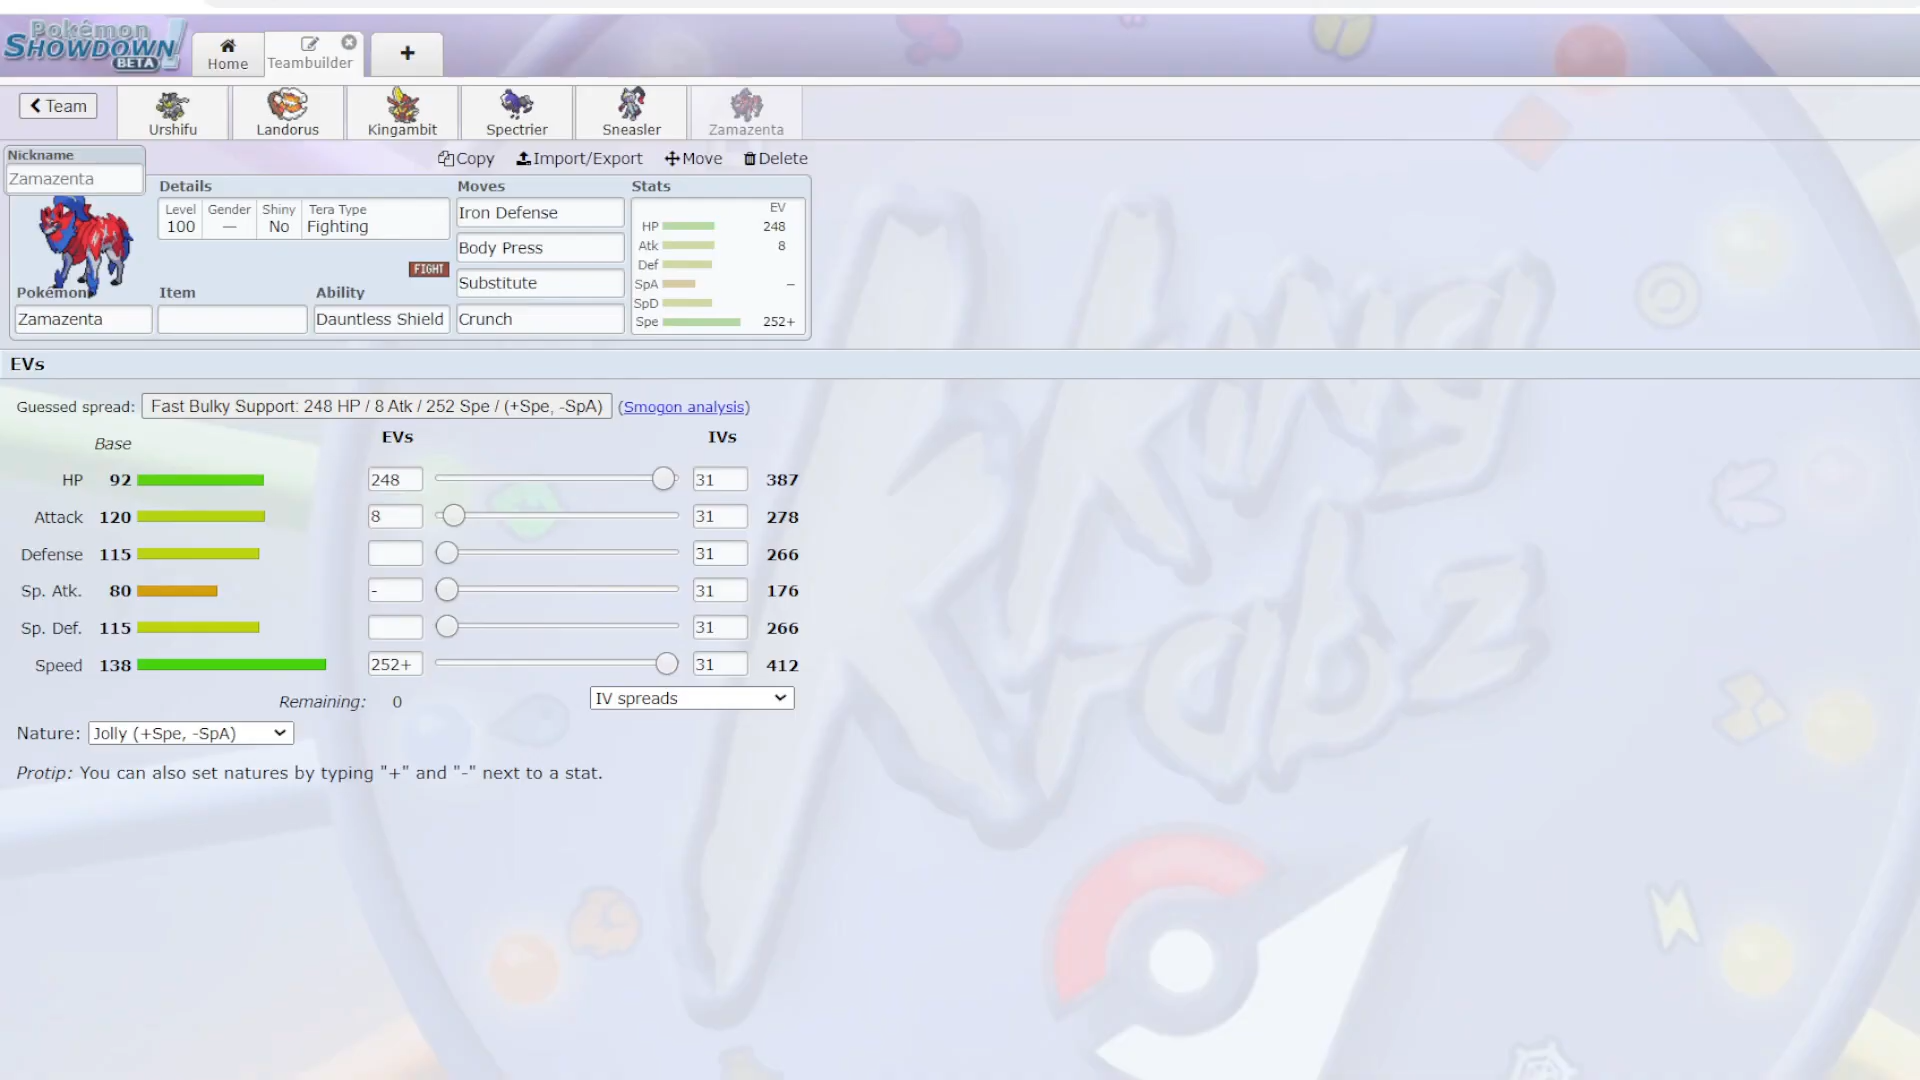 Pokémon
SHOWDOWN!
BETA
Home
Teambuilder
+
Team
Urshifu
Landorus
Kingambit
Spectrier
Sneasler
Zamazenta
Nickname
Zamazenta
Copy
Import/Export
Move
Delete
Details
Moves
Stats
Level
Gender
Shiny
Tera Type
100
—
No
Fighting
FIGHT
Pokémon
Item
Ability
Zamazenta
Dauntless Shield
Iron Defense
Body Press
Substitute
Crunch
EV
HP 248
Atk 8
Def
SpA –
SpD
Spe 252+
EVs
Guessed spread: Fast Bulky Support: 248 HP / 8 Atk / 252 Spe / (+Spe, -SpA) (Smogon analysis)
Base EVs IVs
HP 92 248 31 387
Attack 120 8 31 278
Defense 115 31 266
Sp. Atk. 80 - 31 176
Sp. Def. 115 31 266
Speed 138 252+ 31 412
Remaining: 0 IV spreads
Nature: Jolly (+Spe, -SpA)
Protip: You can also set natures by typing "+" and "-" next to a stat.
King
Krabz